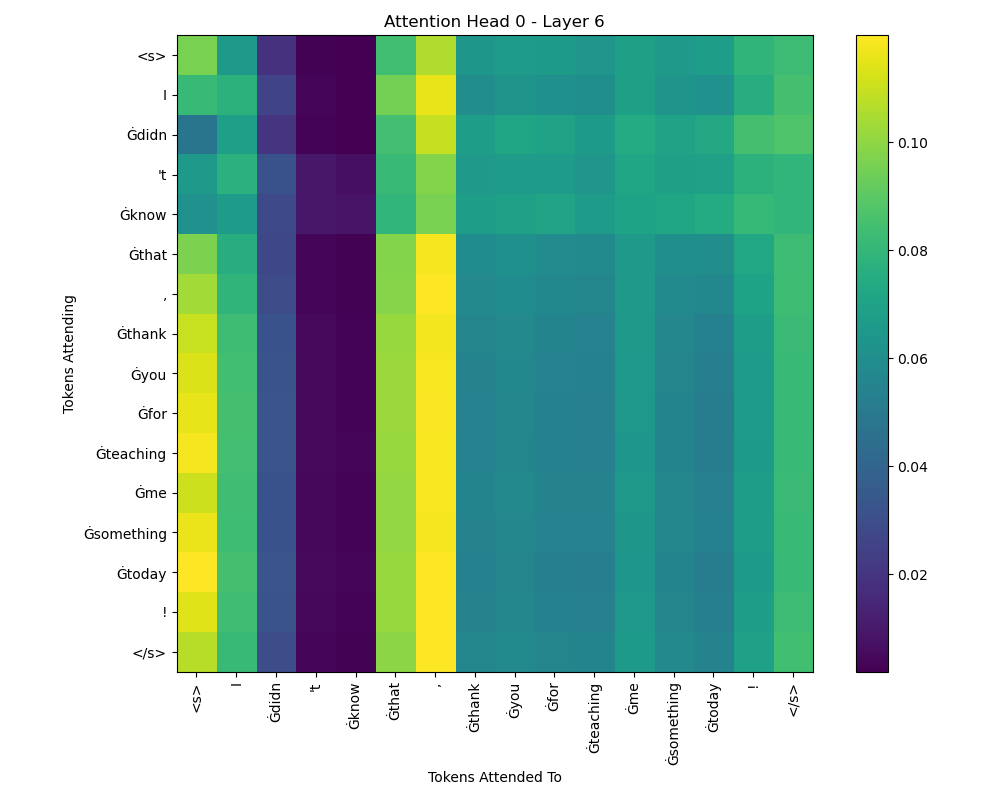 Attention Head 0 - Layer 6
Tokens Attending
<s>
I
Ġdidn
't
Ġknow
Ġthat
,
Ġthank
Ġyou
Ġfor
Ġteaching
Ġme
Ġsomething
Ġtoday
!
</s>
<s>
I
Ġdidn
't
Ġknow
Ġthat
,
Ġthank
Ġyou
Ġfor
Ġteaching
Ġme
Ġsomething
Ġtoday
!
</s>
Tokens Attended To
0.10
0.08
0.06
0.04
0.02